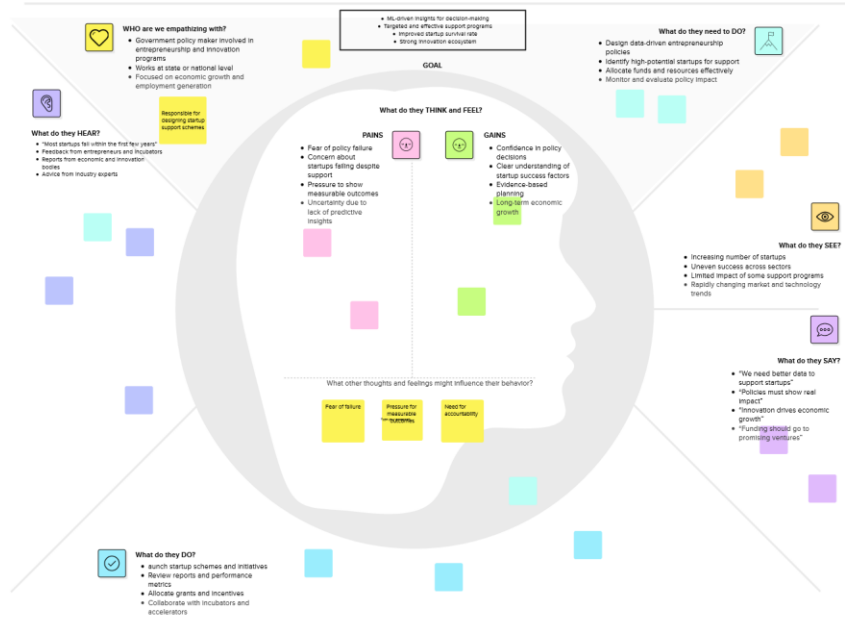 • ML-driven insights for decision-making
• Targeted and effective support programs
• Improved startup survival rate
• Strong innovation ecosystem
GOAL
WHO are we empathizing with?
• Government policy maker involved in
entrepreneurship and innovation
programs
• Works at state or national level
• Focused on economic growth and
employment generation
Responsible for
designing startup
support schemes
What do they need to DO?
• Design data-driven entrepreneurship
policies
• Identify high-potential startups for support
• Allocate funds and resources effectively
• Monitor and evaluate policy impact
What do they HEAR?
• "Most startups fail within the first few years"
• Feedback from entrepreneurs and incubators
• Reports from economic and innovation
bodies
• Advice from industry experts
What do they THINK and FEEL?
PAINS
• Fear of policy failure
• Concern about
startups failing despite
support
• Pressure to show
measurable outcomes
• Uncertainty due to
lack of predictive
insights
GAINS
• Confidence in policy
decisions
• Clear understanding of
startup success factors
• Evidence-based
planning
• Long-term economic
growth
What do they SEE?
• Increasing number of startups
• Uneven success across sectors
• Limited impact of some support programs
• Rapidly changing market and technology
trends
What do they SAY?
• "We need better data to
support startups"
• "Policies must show real
impact"
• "Innovation drives economic
growth"
• "Funding should go to
promising ventures"
What other thoughts and feelings might influence their behavior?
Fear of failure
Pressure for
measurable
outcomes
Need for
accountability
What do they DO?
• aunch startup schemes and initiatives
• Review reports and performance
metrics
• Allocate grants and incentives
• Collaborate with incubators and
accelerators